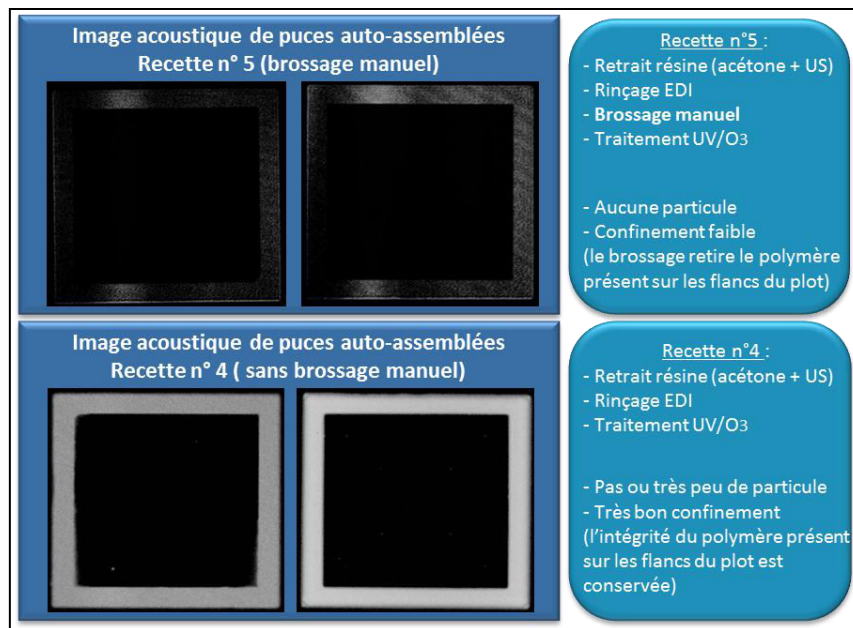 Image acoustique de puces auto-assemblées
Recette n° 5 (brossage manuel)
Recette n°5 :
- Retrait résine (acétone + US)
- Rinçage EDI
- Brossage manuel
- Traitement UV/O3
- Aucune particule
- Confinement faible
(le brossage retire le polymère
présent sur les flancs du plot)
Image acoustique de puces auto-assemblées
Recette n° 4 ( sans brossage manuel)
Recette n°4 :
- Retrait résine (acétone + US)
- Rinçage EDI
- Traitement UV/O3
- Pas ou très peu de particule
- Très bon confinement
(l’intégrité du polymère présent
sur les flancs du plot est
conservée)